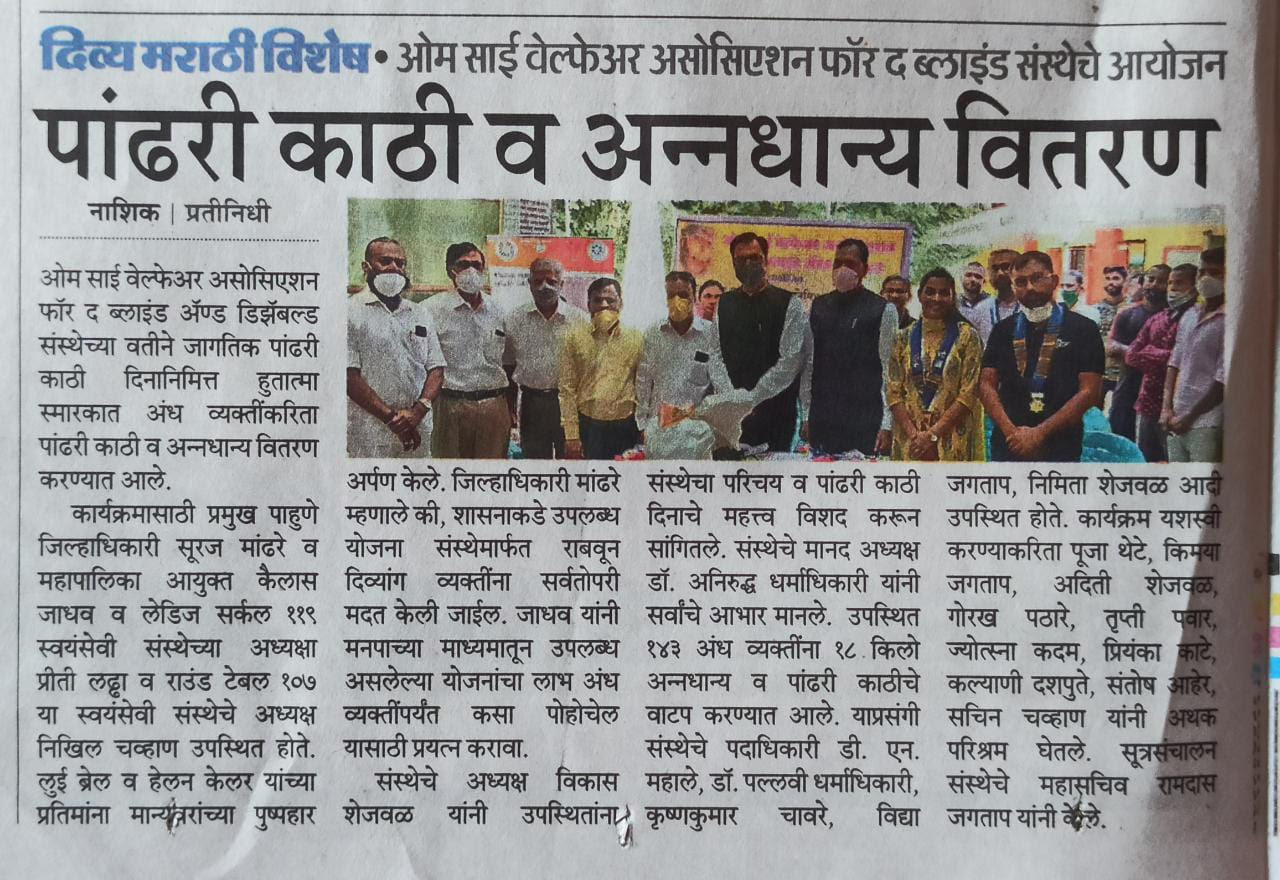 दिव्य मराठी विशेष • ओम साई वेल्फेअर असोसिएशन फॉर द ब्लाइंड संस्थेचे आयोजन
पांढरी काठी व अन्नधान्य वितरण
नाशिक | प्रतीनिधी
ओम साई वेल्फेअर असोसिएशन
फॉर द ब्लाइंड ॲण्ड डिझॅबल्ड
संस्थेच्या वतीने जागतिक पांढरी
काठी दिनानिमित्त हुतात्मा
स्मारकात अंध व्यक्तींकरिता
पांढरी काठी व अन्नधान्य वितरण
करण्यात आले.
कार्यक्रमासाठी प्रमुख पाहुणे
जिल्हाधिकारी सूरज मांढरे व
महापालिका आयुक्त कैलास
जाधव व लेडिज सर्कल ११९
स्वयंसेवी संस्थेच्या अध्यक्षा
प्रीती लढ्ढा व राउंड टेबल १०७
या स्वयंसेवी संस्थेचे अध्यक्ष
निखिल चव्हाण उपस्थित होते.
लुई ब्रेल व हेलन केलर यांच्या
प्रतिमांना मान्यवरांच्या पुष्पहार
अर्पण केले. जिल्हाधिकारी मांढरे
म्हणाले की, शासनाकडे उपलब्ध
योजना संस्थेमार्फत राबवून
दिव्यांग व्यक्तींना सर्वतोपरी
मदत केली जाईल. जाधव यांनी
मनपाच्या माध्यमातून उपलब्ध
असलेल्या योजनांचा लाभ अंध
व्यक्तींपर्यंत कसा पोहोचेल
यासाठी प्रयत्न करावा.
संस्थेचे अध्यक्ष विकास
शेजवळ यांनी उपस्थितांना
संस्थेचा परिचय व पांढरी काठी
दिनाचे महत्त्व विशद करून
सांगितले. संस्थेचे मानद अध्यक्ष
डॉ. अनिरुद्ध धर्माधिकारी यांनी
सर्वांचे आभार मानले. उपस्थित
१४३ अंध व्यक्तींना १८ किलो
अन्नधान्य व पांढरी काठीचे
वाटप करण्यात आले. याप्रसंगी
संस्थेचे पदाधिकारी डी. एन.
महाले, डॉ. पल्लवी धर्माधिकारी,
कृष्णकुमार चावरे, विद्या
जगताप, निमिता शेजवळ आदी
उपस्थित होते. कार्यक्रम यशस्वी
करण्याकरिता पूजा थेटे, किमया
जगताप, अदिती शेजवळ,
गोरख पठारे, तृप्ती पवार,
ज्योत्स्ना कदम, प्रियंका काटे,
कल्याणी दशपुते, संतोष आहेर,
सचिन चव्हाण यांनी अथक
परिश्रम घेतले. सूत्रसंचालन
संस्थेचे महासचिव रामदास
जगताप यांनी केले.